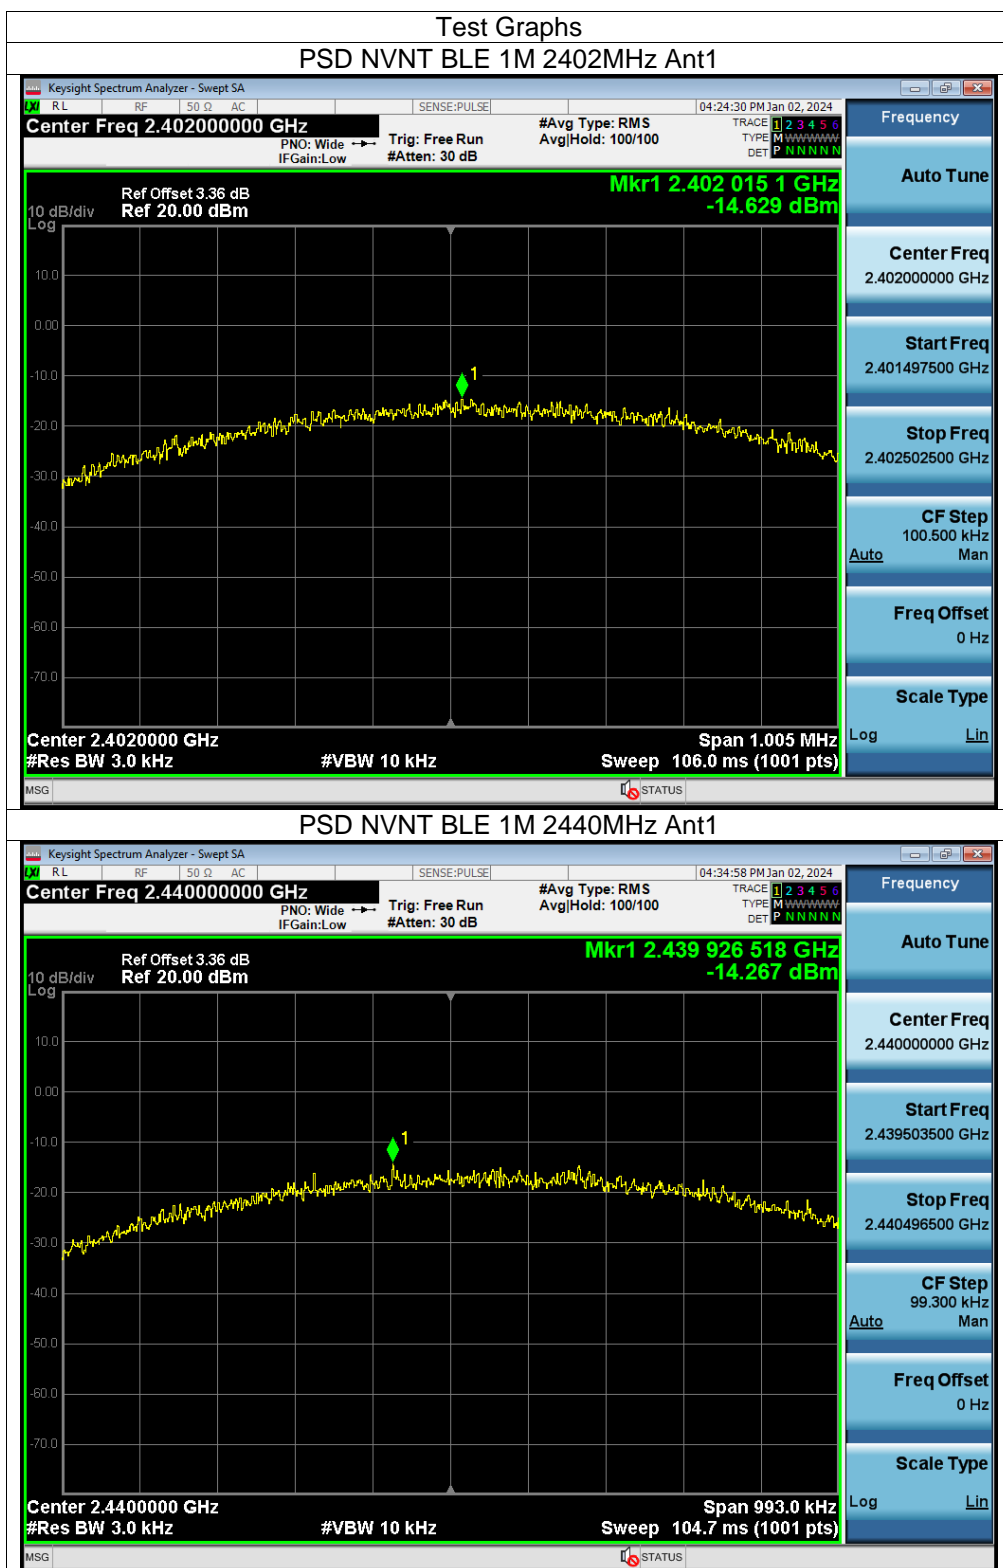 Test Graphs
PSD NVNT BLE 1M 2402MHz Ant1
Keysight Spectrum Analyzer - Swept SA
LXI RL RF 50 Ω AC SENSE:PULSE 04:24:30 PM Jan 02, 2024
Center Freq 2.402000000 GHz #Avg Type: RMS TRACE 1 2 3 4 5 6
PNO: Wide Trig: Free Run Avg|Hold: 100/100 TYPE M WWWWW
IFGain:Low #Atten: 30 dB DET P N N N N N
Frequency
Auto Tune
Center Freq
2.402000000 GHz
Start Freq
2.401497500 GHz
Stop Freq
2.402502500 GHz
CF Step
100.500 kHz
Auto Man
Freq Offset
0 Hz
Scale Type
Log Lin
Mkr1 2.402 015 1 GHz
-14.629 dBm
Ref Offset 3.36 dB
10 dB/div Ref 20.00 dBm
Log
10.0
0.00
-10.0
1
-20.0
-30.0
-40.0
-50.0
-60.0
-70.0
Center 2.4020000 GHz Span 1.005 MHz
#Res BW 3.0 kHz #VBW 10 kHz Sweep 106.0 ms (1001 pts)
MSG STATUS
PSD NVNT BLE 1M 2440MHz Ant1
Keysight Spectrum Analyzer - Swept SA
LXI RL RF 50 Ω AC SENSE:PULSE 04:34:58 PM Jan 02, 2024
Center Freq 2.440000000 GHz #Avg Type: RMS TRACE 1 2 3 4 5 6
PNO: Wide Trig: Free Run Avg|Hold: 100/100 TYPE M WWWWW
IFGain:Low #Atten: 30 dB DET P N N N N N
Frequency
Auto Tune
Center Freq
2.440000000 GHz
Start Freq
2.439503500 GHz
Stop Freq
2.440496500 GHz
CF Step
99.300 kHz
Auto Man
Freq Offset
0 Hz
Scale Type
Log Lin
Mkr1 2.439 926 518 GHz
-14.267 dBm
Ref Offset 3.36 dB
10 dB/div Ref 20.00 dBm
Log
10.0
0.00
-10.0
1
-20.0
-30.0
-40.0
-50.0
-60.0
-70.0
Center 2.4400000 GHz Span 993.0 kHz
#Res BW 3.0 kHz #VBW 10 kHz Sweep 104.7 ms (1001 pts)
MSG STATUS